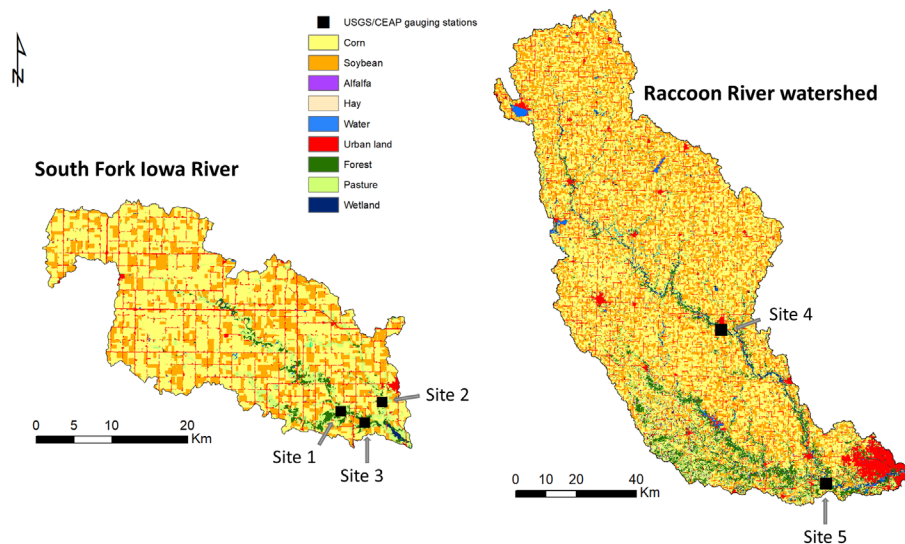 N
USGS/CEAP gauging stations
Corn
Soybean
Alfalfa
Hay
Water
Urban land
Forest
Pasture
Wetland
South Fork Iowa River
Raccoon River watershed
Site 4
Site 2
Site 1
Site 3
0 5 10 20
Km
0 10 20 40
Km
Site 5